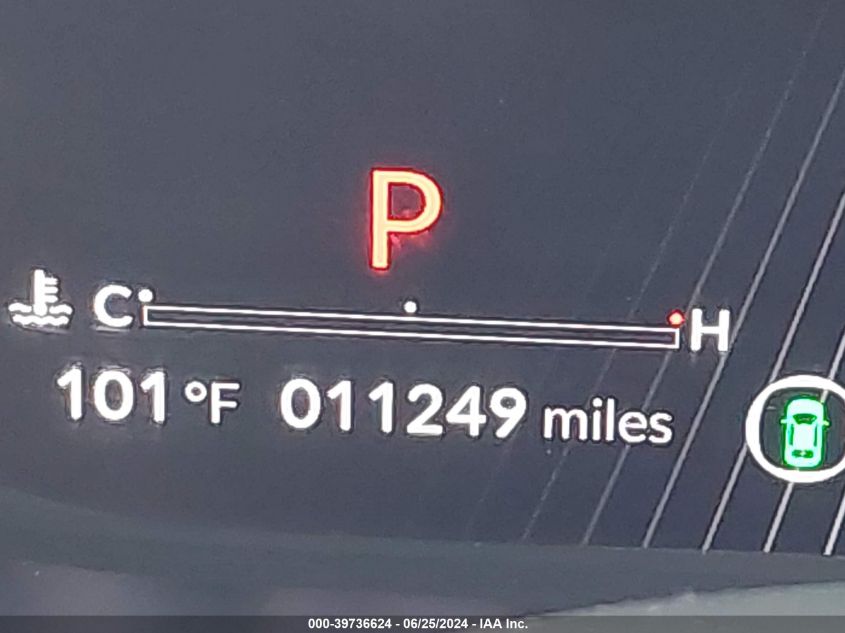 P
C H
101 °F 011249 miles
000-39736624 - 06/25/2024 - IAA Inc.